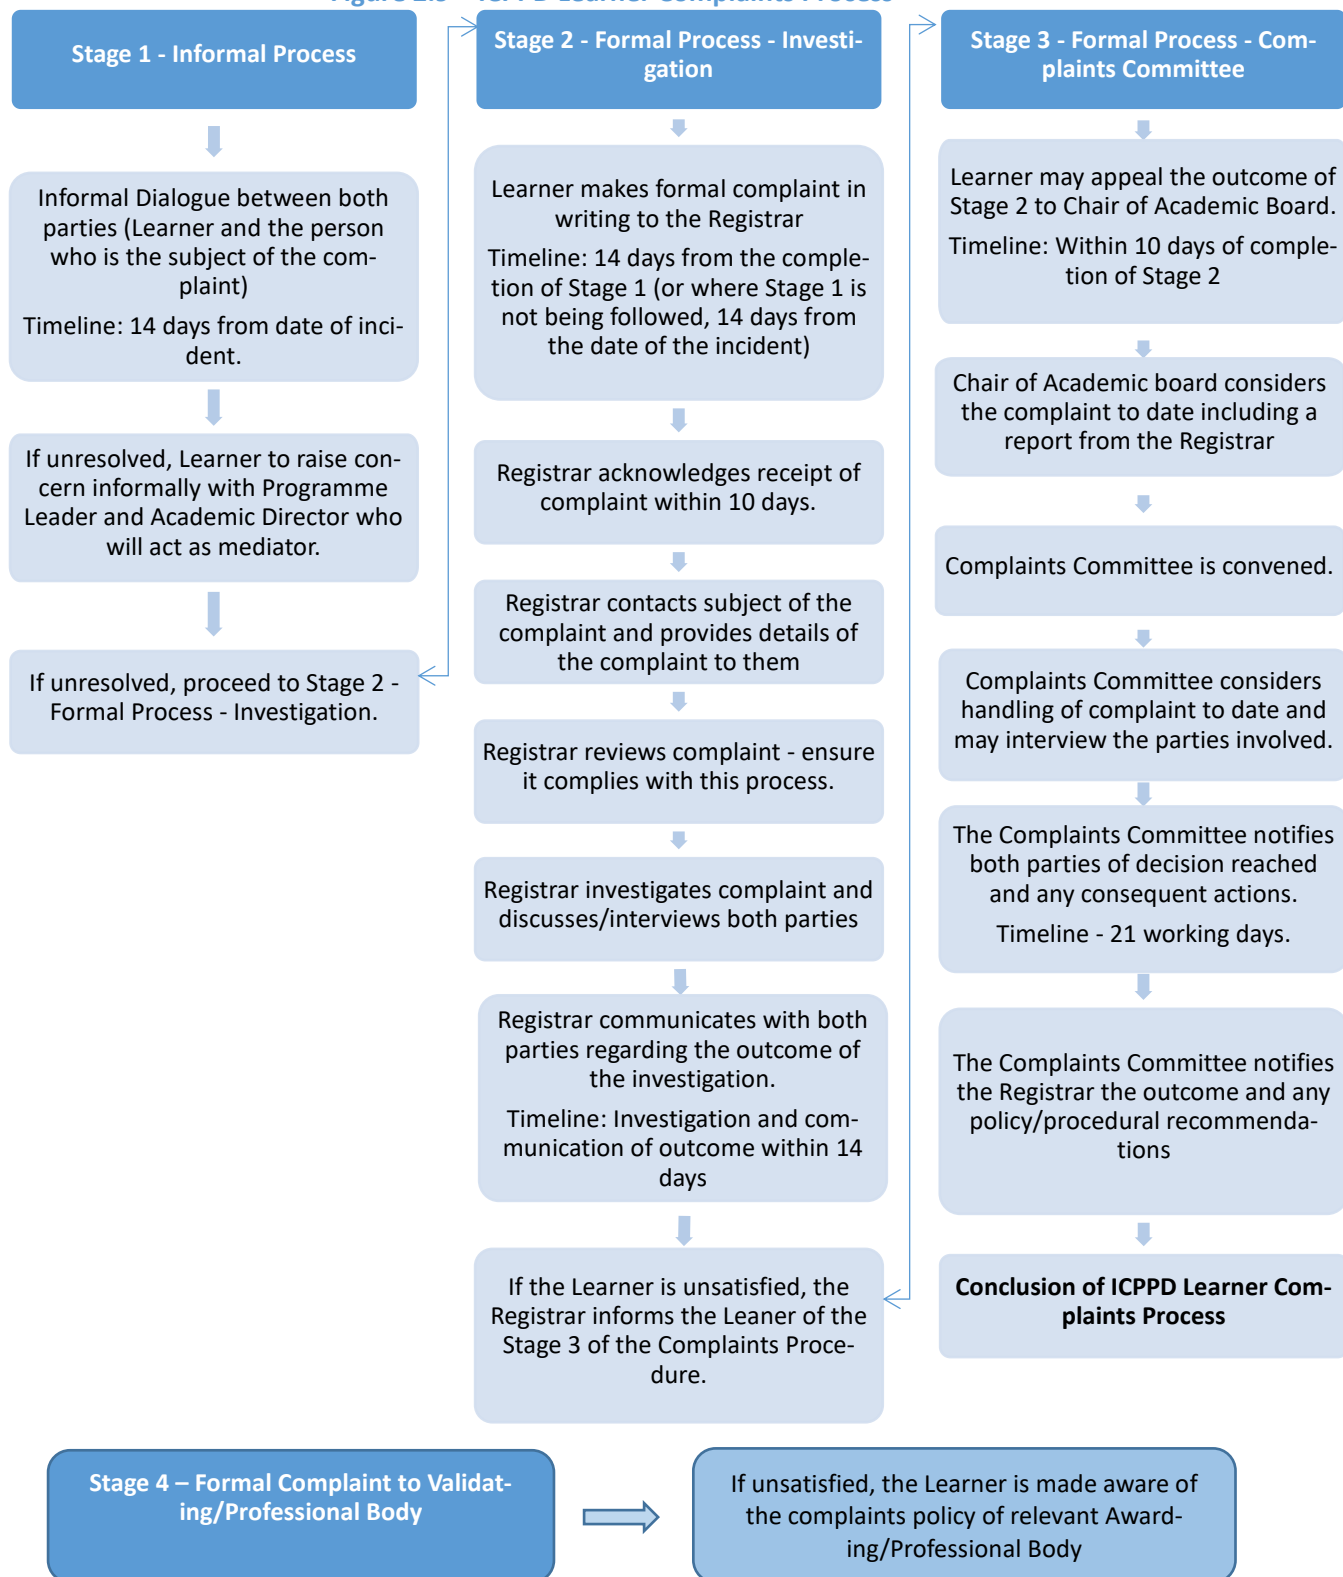 Stage 1 - Informal Process
Informal Dialogue between both
parties (Learner and the person
who is the subject of the com-
plaint)
Timeline: 14 days from date of inci-
dent.
If unresolved, Learner to raise con-
cern informally with Programme
Leader and Academic Director who
will act as mediator.
If unresolved, proceed to Stage 2 -
Formal Process - Investigation.
Stage 2 - Formal Process - Investi-
gation
Learner makes formal complaint in
writing to the Registrar
Timeline: 14 days from the comple-
tion of Stage 1 (or where Stage 1 is
not being followed, 14 days from
the date of the incident)
Registrar acknowledges receipt of
complaint within 10 days.
Registrar contacts subject of the
complaint and provides details of
the complaint to them
Registrar reviews complaint - ensure
it complies with this process.
Registrar investigates complaint and
discusses/interviews both parties
Registrar communicates with both
parties regarding the outcome of
the investigation.
Timeline: Investigation and com-
munication of outcome within 14
days
If the Learner is unsatisfied, the
Registrar informs the Leaner of the
Stage 3 of the Complaints Proce-
dure.
Stage 3 - Formal Process - Com-
plaints Committee
Learner may appeal the outcome of
Stage 2 to Chair of Academic Board.
Timeline: Within 10 days of comple-
tion of Stage 2
Chair of Academic board considers
the complaint to date including a
report from the Registrar
Complaints Committee is convened.
Complaints Committee considers
handling of complaint to date and
may interview the parties involved.
The Complaints Committee notifies
both parties of decision reached
and any consequent actions.
Timeline - 21 working days.
The Complaints Committee notifies
the Registrar the outcome and any
policy/procedural recommenda-
tions
Conclusion of ICPPD Learner Com-
plaints Process
Stage 4 – Formal Complaint to Validat-
ing/Professional Body
If unsatisfied, the Learner is made aware of
the complaints policy of relevant Award-
ing/Professional Body